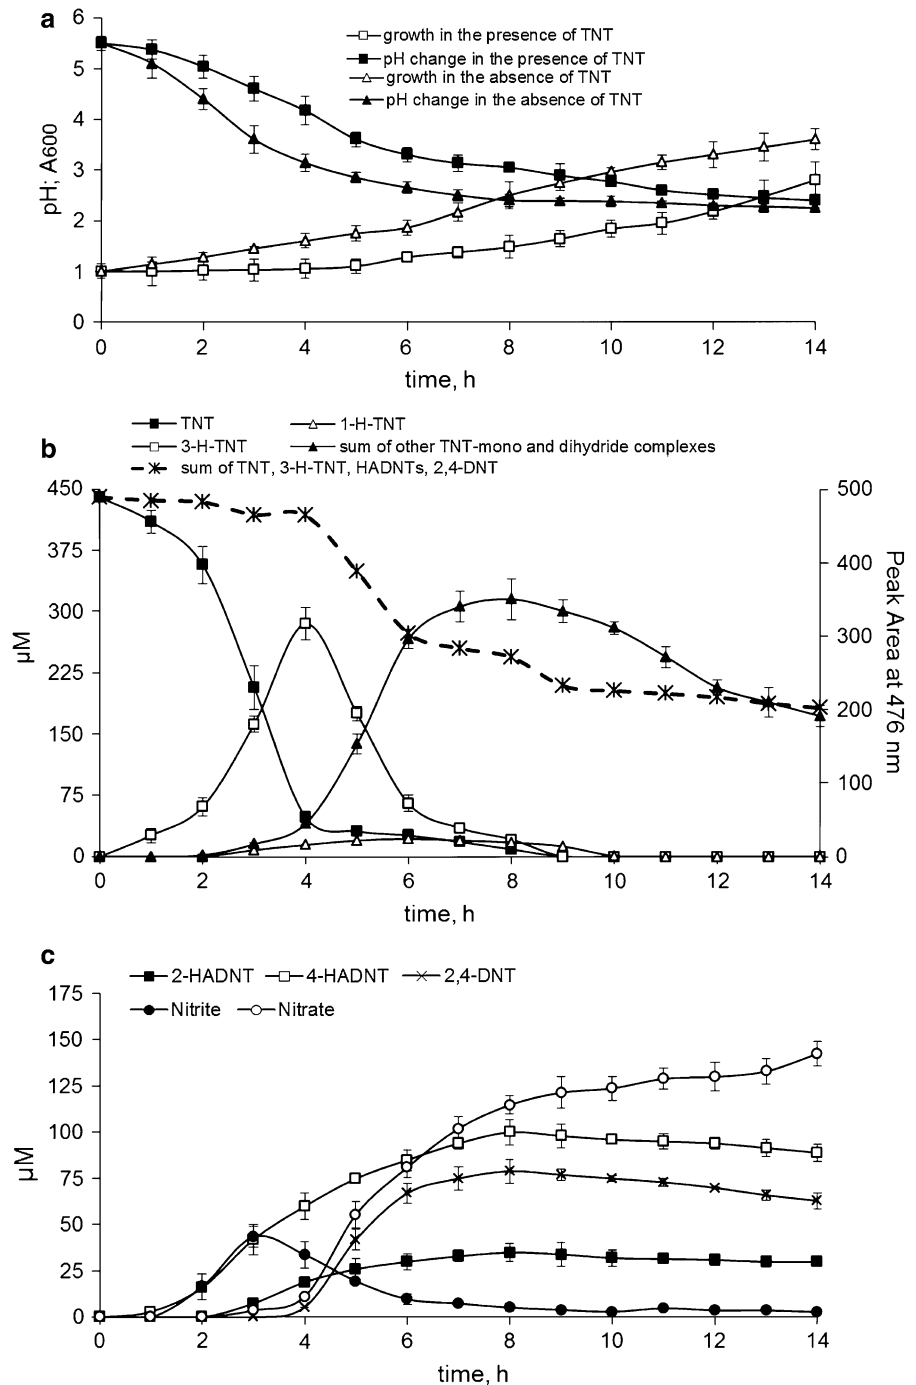 a
growth in the presence of TNT
pH change in the presence of TNT
growth in the absence of TNT
pH change in the absence of TNT
6
5
4
3
2
1
0
pH; A600
0 2 4 6 8 10 12 14
time, h
b
TNT 1-H-TNT
3-H-TNT sum of other TNT-mono and dihydride complexes
sum of TNT, 3-H-TNT, HADNTs, 2,4-DNT
450
375
300
225
150
75
0
µM
500
400
300
200
100
0
Peak Area at 476 nm
0 2 4 6 8 10 12 14
time, h
c
2-HADNT 4-HADNT 2,4-DNT
Nitrite Nitrate
175
150
125
100
75
50
25
0
µM
0 2 4 6 8 10 12 14
time, h